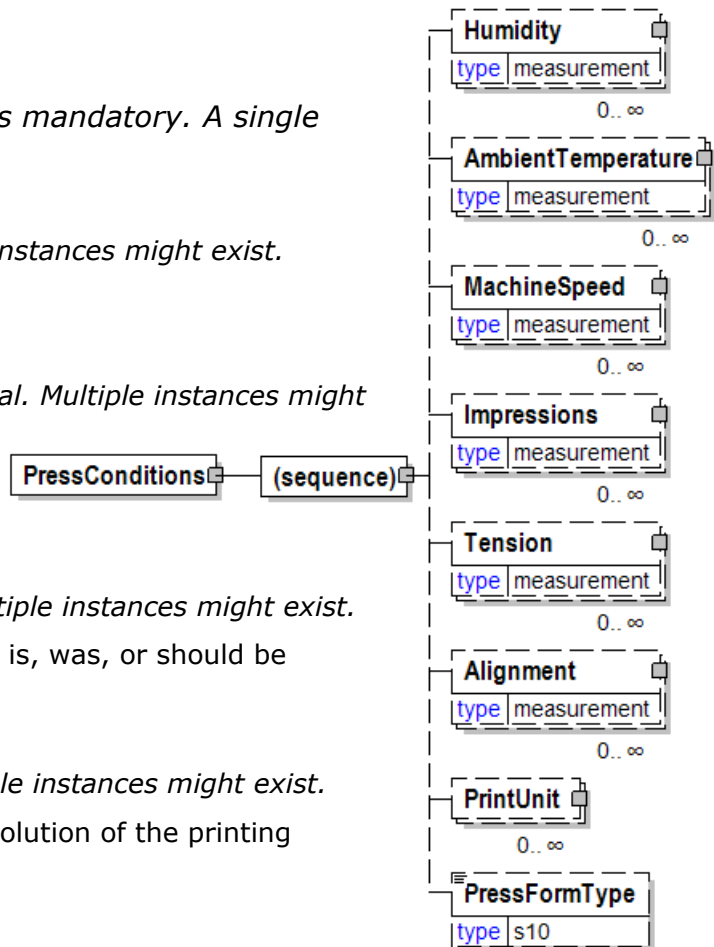 s mandatory. A single
nstances might exist.
al. Multiple instances might
tiple instances might exist.
is, was, or should be
le instances might exist.
olution of the printing
PressConditions
(sequence)
Humidity
type measurement
0.. ∞
AmbientTemperature
type measurement
0.. ∞
MachineSpeed
type measurement
0.. ∞
Impressions
type measurement
0.. ∞
Tension
type measurement
0.. ∞
Alignment
type measurement
0.. ∞
PrintUnit
0.. ∞
PressFormType
type s10